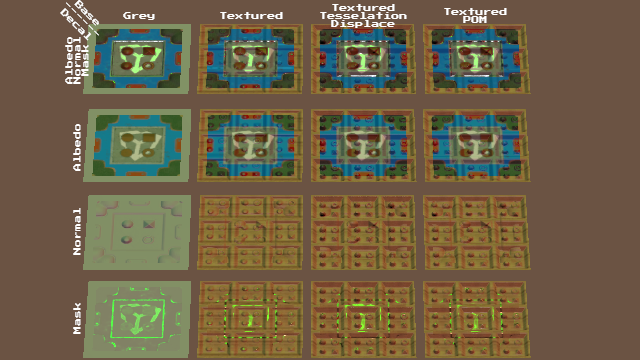 Base
Decal
Grey
Textured
Textured
Tesselation
Displace
Textured
POM
Albedo
Normal
Mask
Albedo
Normal
Mask